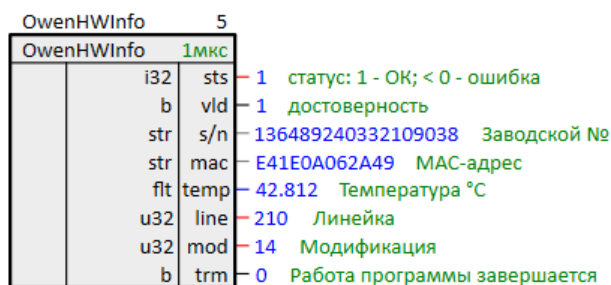 OwenHWInfo 5
OwenHWInfo 1мкс
i32 sts 1 статус: 1 - ОК; < 0 - ошибка
b vld 1 достоверность
str s/n 136489240332109038 Заводской №
str mac E41E0A062A49 MAC-адрес
flt temp 42.812 Температура °C
u32 line 210 Линейка
u32 mod 14 Модификация
b trm 0 Работа программы завершается